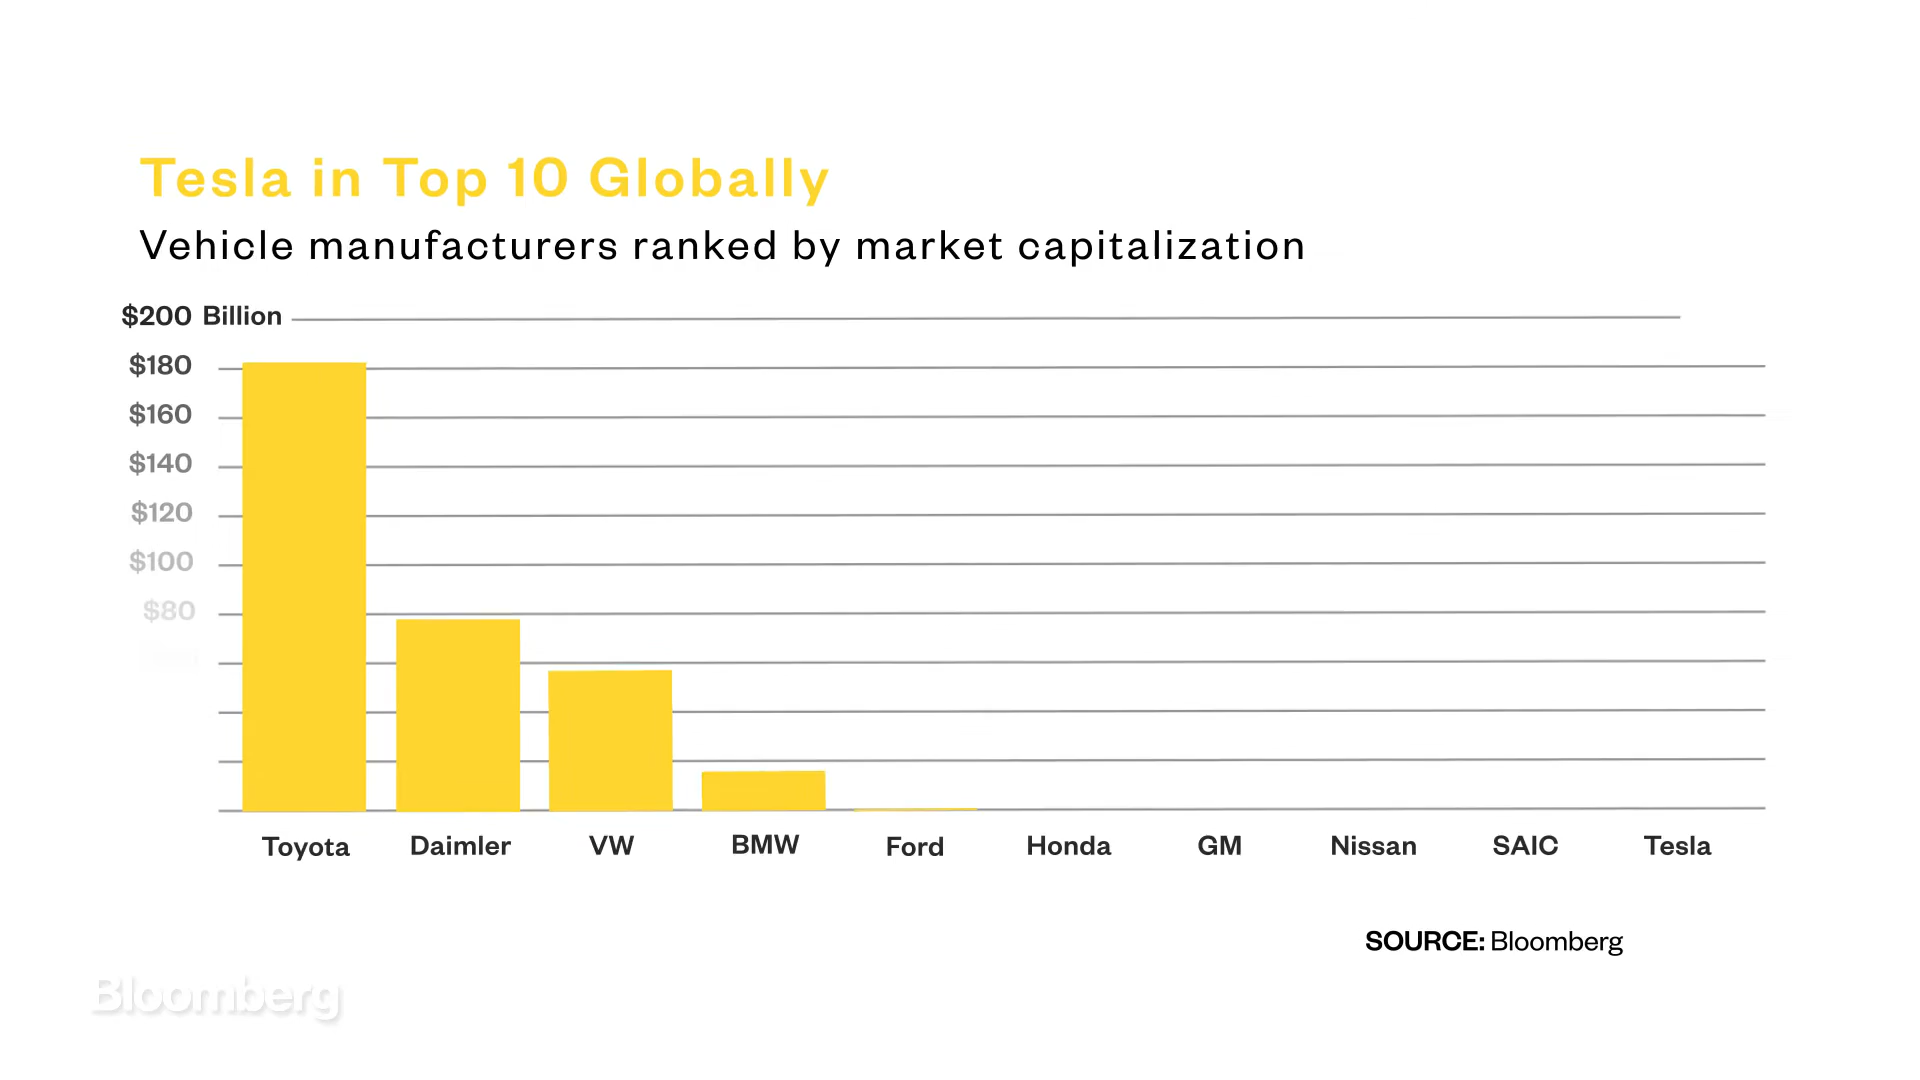 Tesla in Top 10 Globally
Vehicle manufacturers ranked by market capitalization
$200 Billion
$180
$160
$140
$120
$100
$80
Toyota Daimler VW BMW Ford Honda GM Nissan SAIC Tesla
SOURCE: Bloomberg
Bloomberg